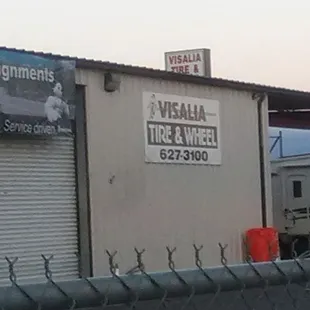 gnments
Service driven
VISALIA
TIRE &
VISALIA
TIRE & WHEEL
627-3100